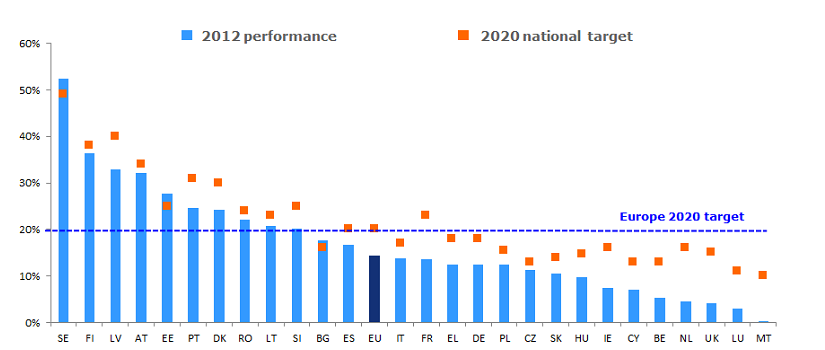 2012 performance 2020 national target
60%
50%
40%
30%
20%
10%
0%
Europe 2020 target
SE FI LV AT EE PT DK RO LT SI BG ES EU IT FR EL DE PL CZ SK HU IE CY BE NL UK LU MT